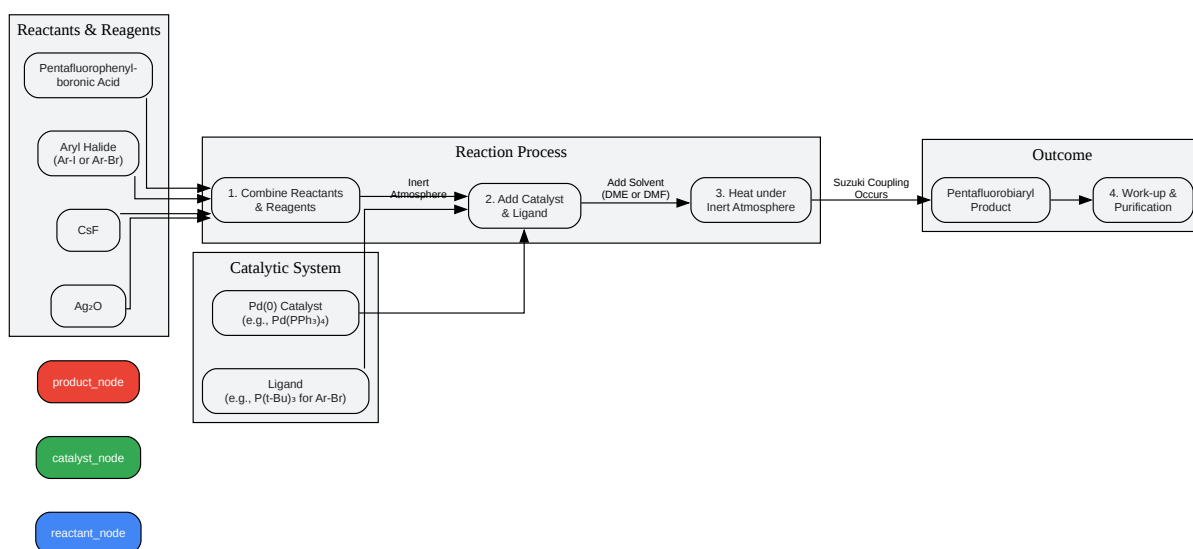 Reactants & Reagents
Pentafluorophenyl-
boronic Acid
Aryl Halide
(Ar-I or Ar-Br)
CsF
Ag₂O
product_node
catalyst_node
reactant_node
Reaction Process
1. Combine Reactants
& Reagents
Inert
Atmosphere
2. Add Catalyst
& Ligand
Add Solvent
(DME or DMF)
3. Heat under
Inert Atmosphere
Suzuki Coupling
Occurs
Catalytic System
Pd(0) Catalyst
(e.g., Pd(PPh₃)₄)
Ligand
(e.g., P(t-Bu)₃ for Ar-Br)
Outcome
Pentafluorobiaryl
Product
4. Work-up &
Purification